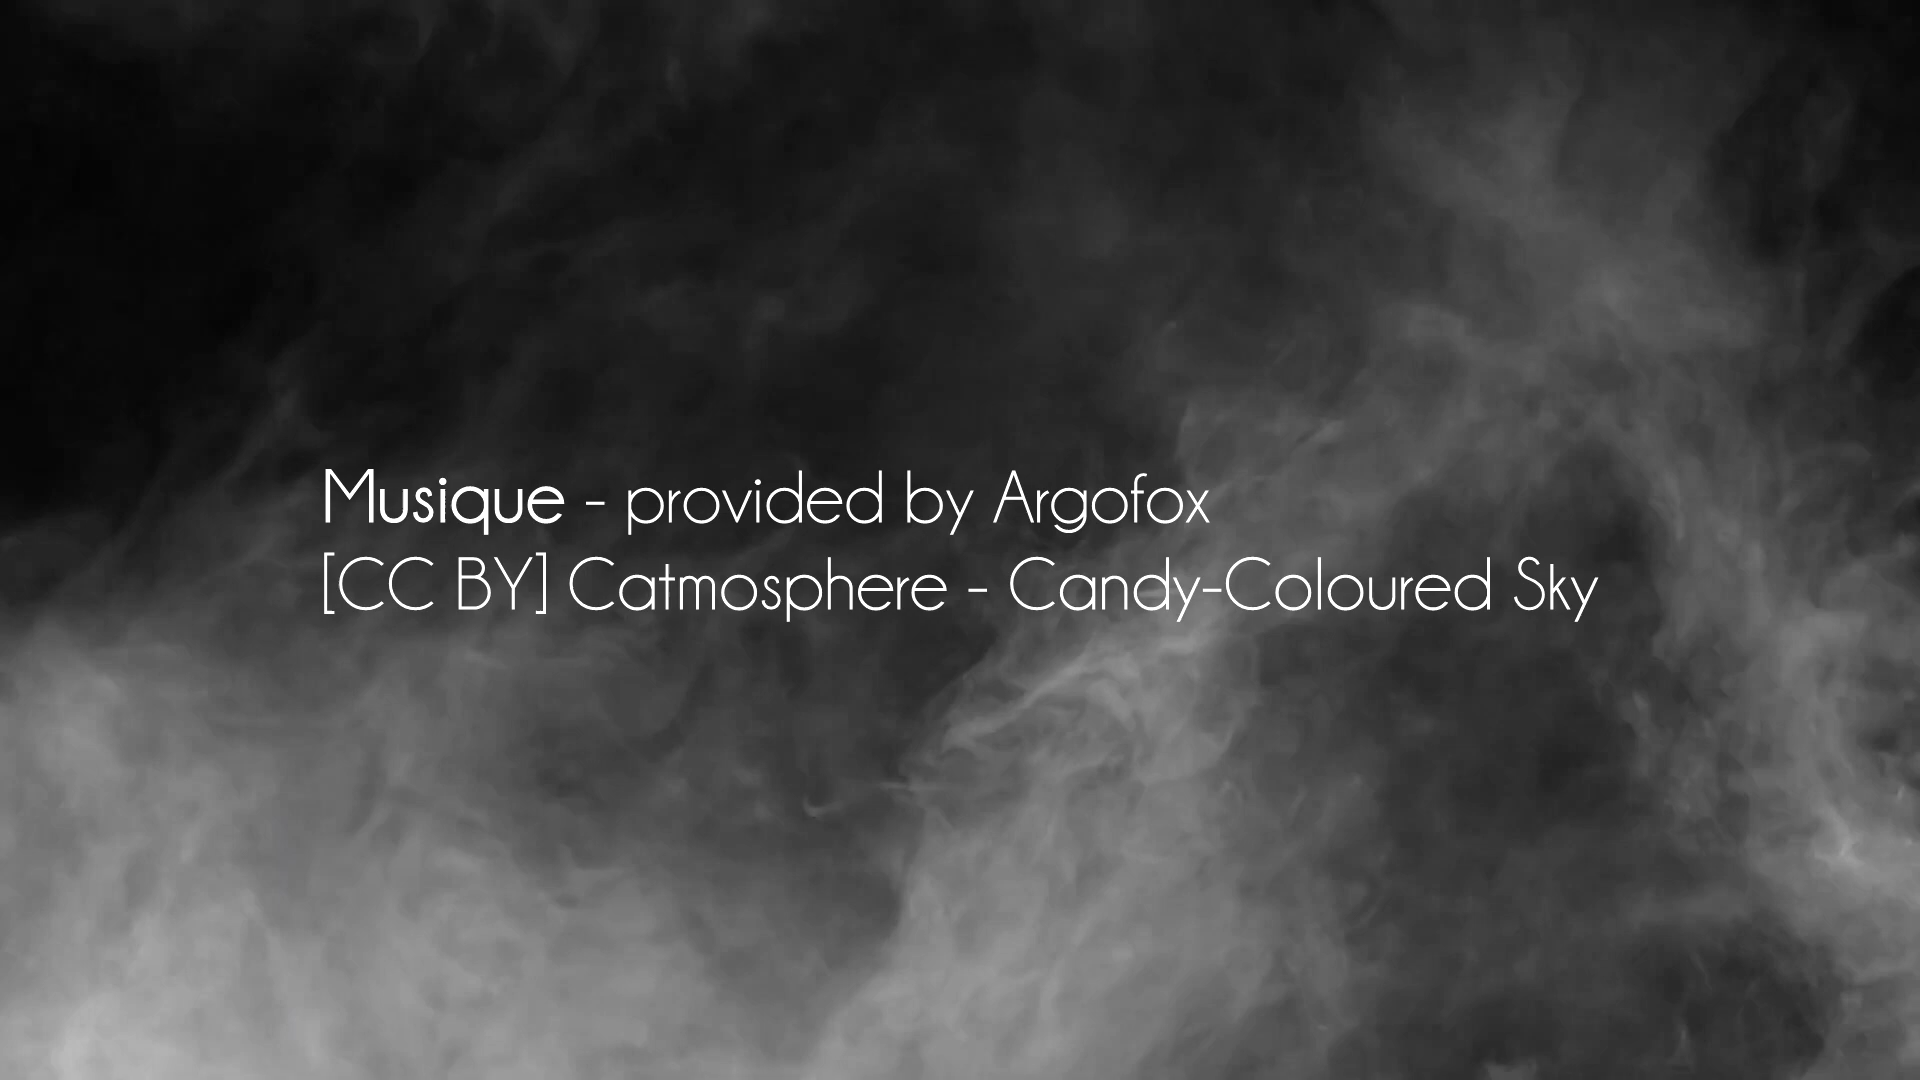 Musique - provided by Argofox
[CC BY] Catmosphere - Candy-Coloured Sky